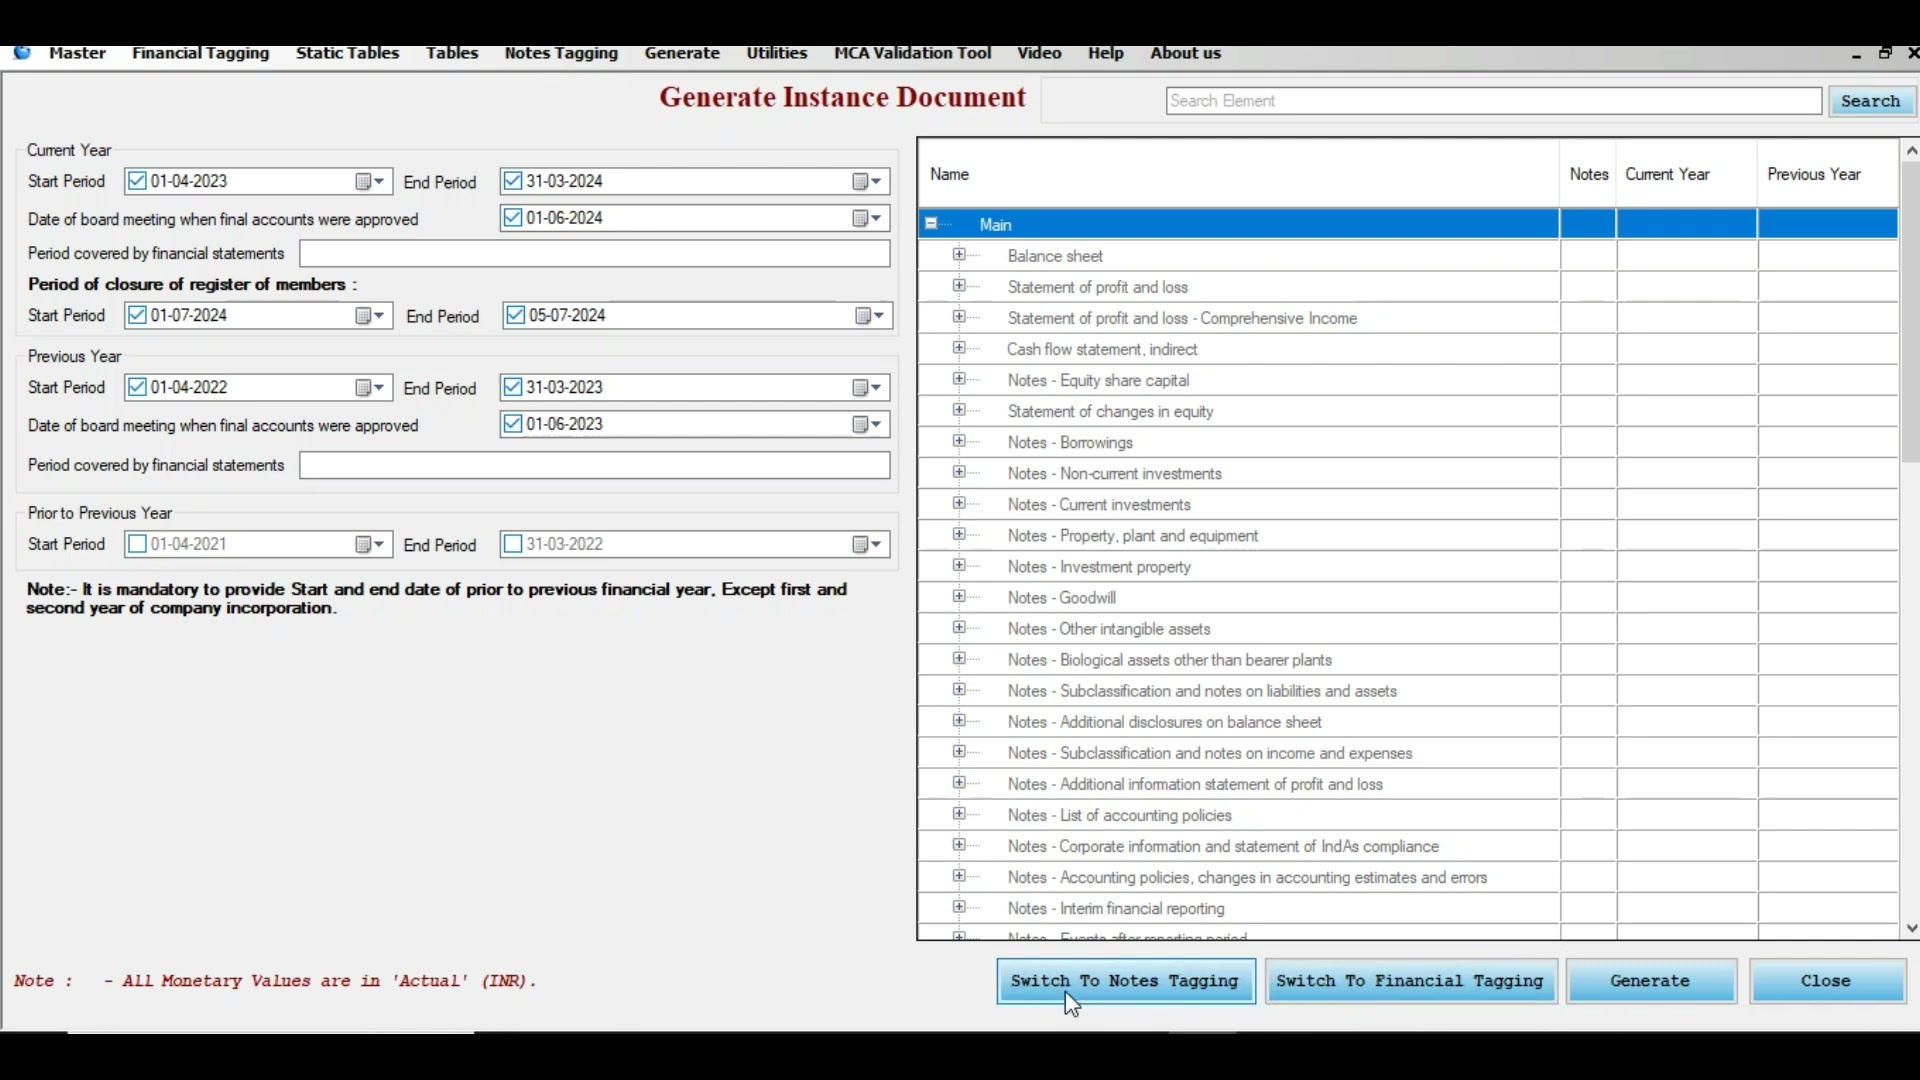 Master Financial Tagging Static Tables Tables Notes Tagging Generate Utilities MCA Validation Tool Video Help About us
Generate Instance Document
Search Element
Search
Current Year
Start Period 01-04-2023 End Period 31-03-2024
Date of board meeting when final accounts were approved 01-06-2024
Period covered by financial statements
Period of closure of register of members :
Start Period 01-07-2024 End Period 05-07-2024
Previous Year
Start Period 01-04-2022 End Period 31-03-2023
Date of board meeting when final accounts were approved 01-06-2023
Period covered by financial statements
Prior to Previous Year
Start Period 01-04-2021 End Period 31-03-2022
Note:- It is mandatory to provide Start and end date of prior to previous financial year, Except first and
second year of company incorporation.
Name Notes Current Year Previous Year
Main
Balance sheet
Statement of profit and loss
Statement of profit and loss - Comprehensive Income
Cash flow statement, indirect
Notes - Equity share capital
Statement of changes in equity
Notes - Borrowings
Notes - Non-current investments
Notes - Current investments
Notes - Property, plant and equipment
Notes - Investment property
Notes - Goodwill
Notes - Other intangible assets
Notes - Biological assets other than bearer plants
Notes - Subclassification and notes on liabilities and assets
Notes - Additional disclosures on balance sheet
Notes - Subclassification and notes on income and expenses
Notes - Additional information statement of profit and loss
Notes - List of accounting policies
Notes - Corporate information and statement of IndAs compliance
Notes - Accounting policies, changes in accounting estimates and errors
Notes - Interim financial reporting
Notes - Events after reporting period
Note : - ALL Monetary Values are in 'Actual' (INR).
Switch To Notes Tagging Switch To Financial Tagging Generate Close